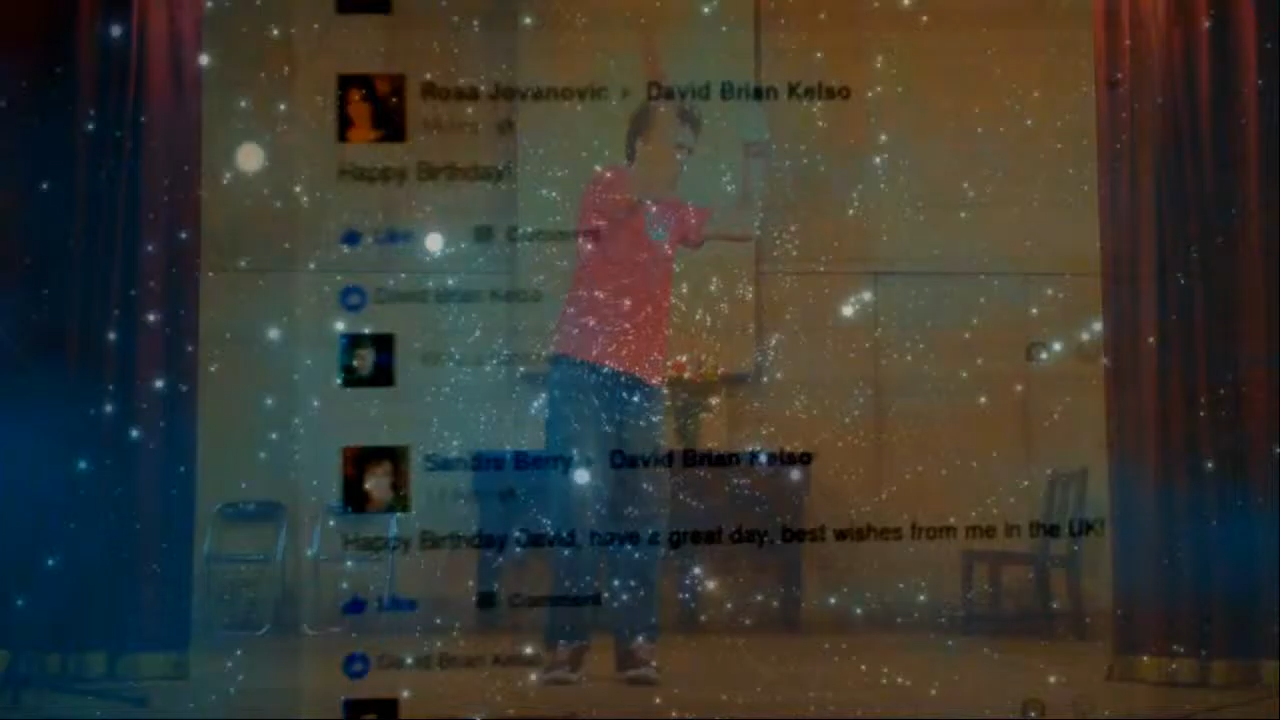 Rosa Jovanovic ▸ David Brian Kelso
Happy Birthday!
Like Comment
David Brian Kelso
Sandra Berry ▸ David Brian Kelso
Happy Birthday David, have a great day, best wishes from me in the UK!
Like Comment
David Brian Kelso